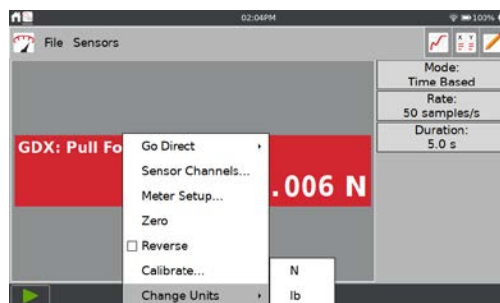 02:04PM
100%
File Sensors
X Y
Mode:
Time Based
Rate:
50 samples/s
Duration:
5.0 s
GDX: Pull Fo
.006 N
Go Direct
Sensor Channels...
Meter Setup...
Zero
Reverse
Calibrate...
Change Units
N
lb